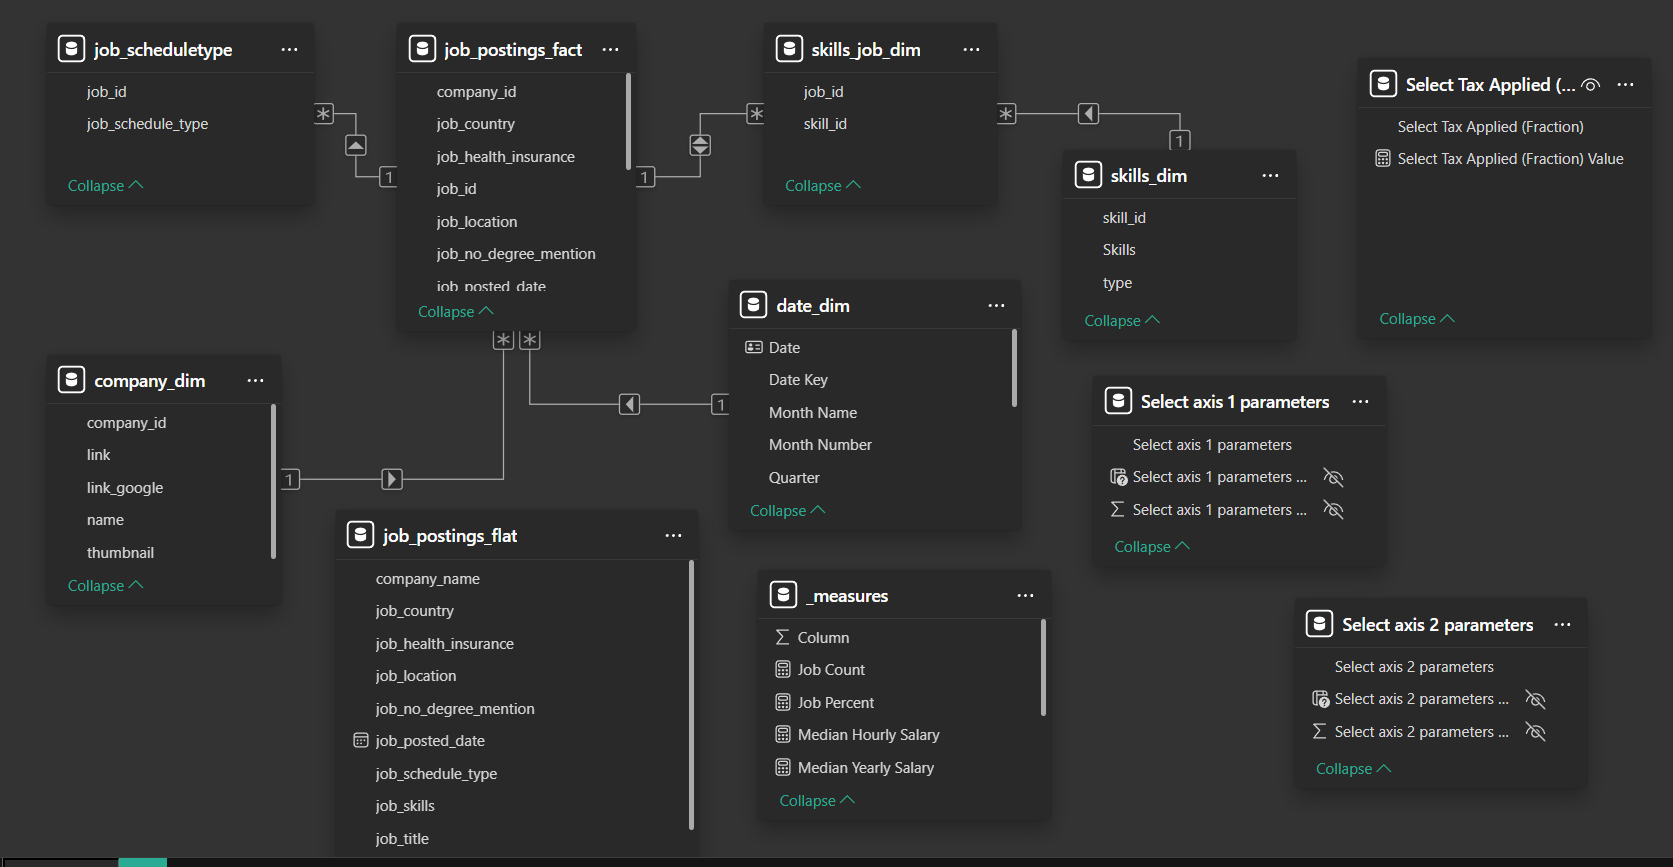 job_scheduletype
job_id
job_schedule_type
Collapse
job_postings_fact
company_id
job_country
job_health_insurance
job_id
job_location
job_no_degree_mention
job_posted_date
Collapse
skills_job_dim
job_id
skill_id
Collapse
skills_dim
skill_id
Skills
type
Collapse
Select Tax Applied (...
Select Tax Applied (Fraction)
Select Tax Applied (Fraction) Value
Collapse
* 1
1 *
* 1
* *
1
1
company_dim
company_id
link
link_google
name
thumbnail
Collapse
date_dim
Date
Date Key
Month Name
Month Number
Quarter
Collapse
Select axis 1 parameters
Select axis 1 parameters
Select axis 1 parameters ...
Select axis 1 parameters ...
Collapse
job_postings_flat
company_name
job_country
job_health_insurance
job_location
job_no_degree_mention
job_posted_date
job_schedule_type
job_skills
job_title
_measures
Column
Job Count
Job Percent
Median Hourly Salary
Median Yearly Salary
Collapse
Select axis 2 parameters
Select axis 2 parameters
Select axis 2 parameters ...
Select axis 2 parameters ...
Collapse